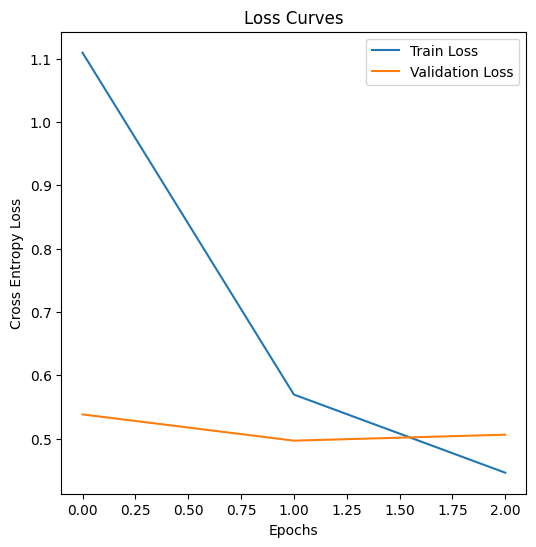 Loss Curves
Train Loss
Validation Loss
1.1
1.0
0.9
0.8
0.7
0.6
0.5
Cross Entropy Loss
0.00 0.25 0.50 0.75 1.00 1.25 1.50 1.75 2.00
Epochs